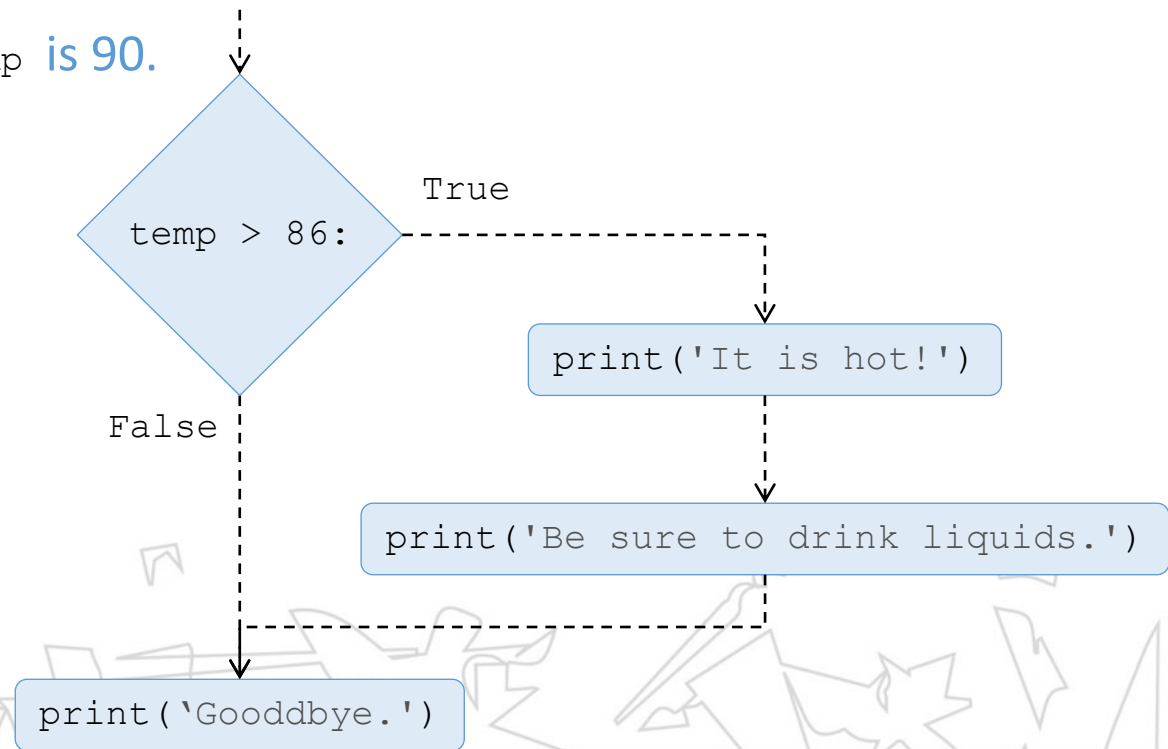 p is 90.
True
temp > 86:
print('It is hot!')
False
print('Be sure to drink liquids.')
print(‘Gooddbye.')